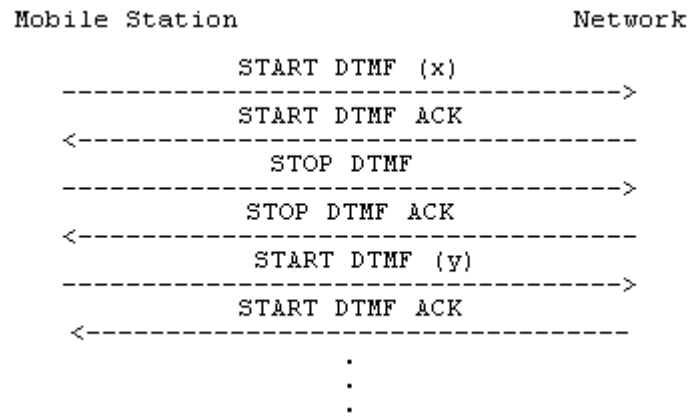 Mobile Station Network
START DTMF (x)
----------------------------------->
START DTMF ACK
<-----------------------------------
STOP DTMF
----------------------------------->
STOP DTMF ACK
<-----------------------------------
START DTMF (y)
----------------------------------->
START DTMF ACK
<----------------------------------
.
.
.